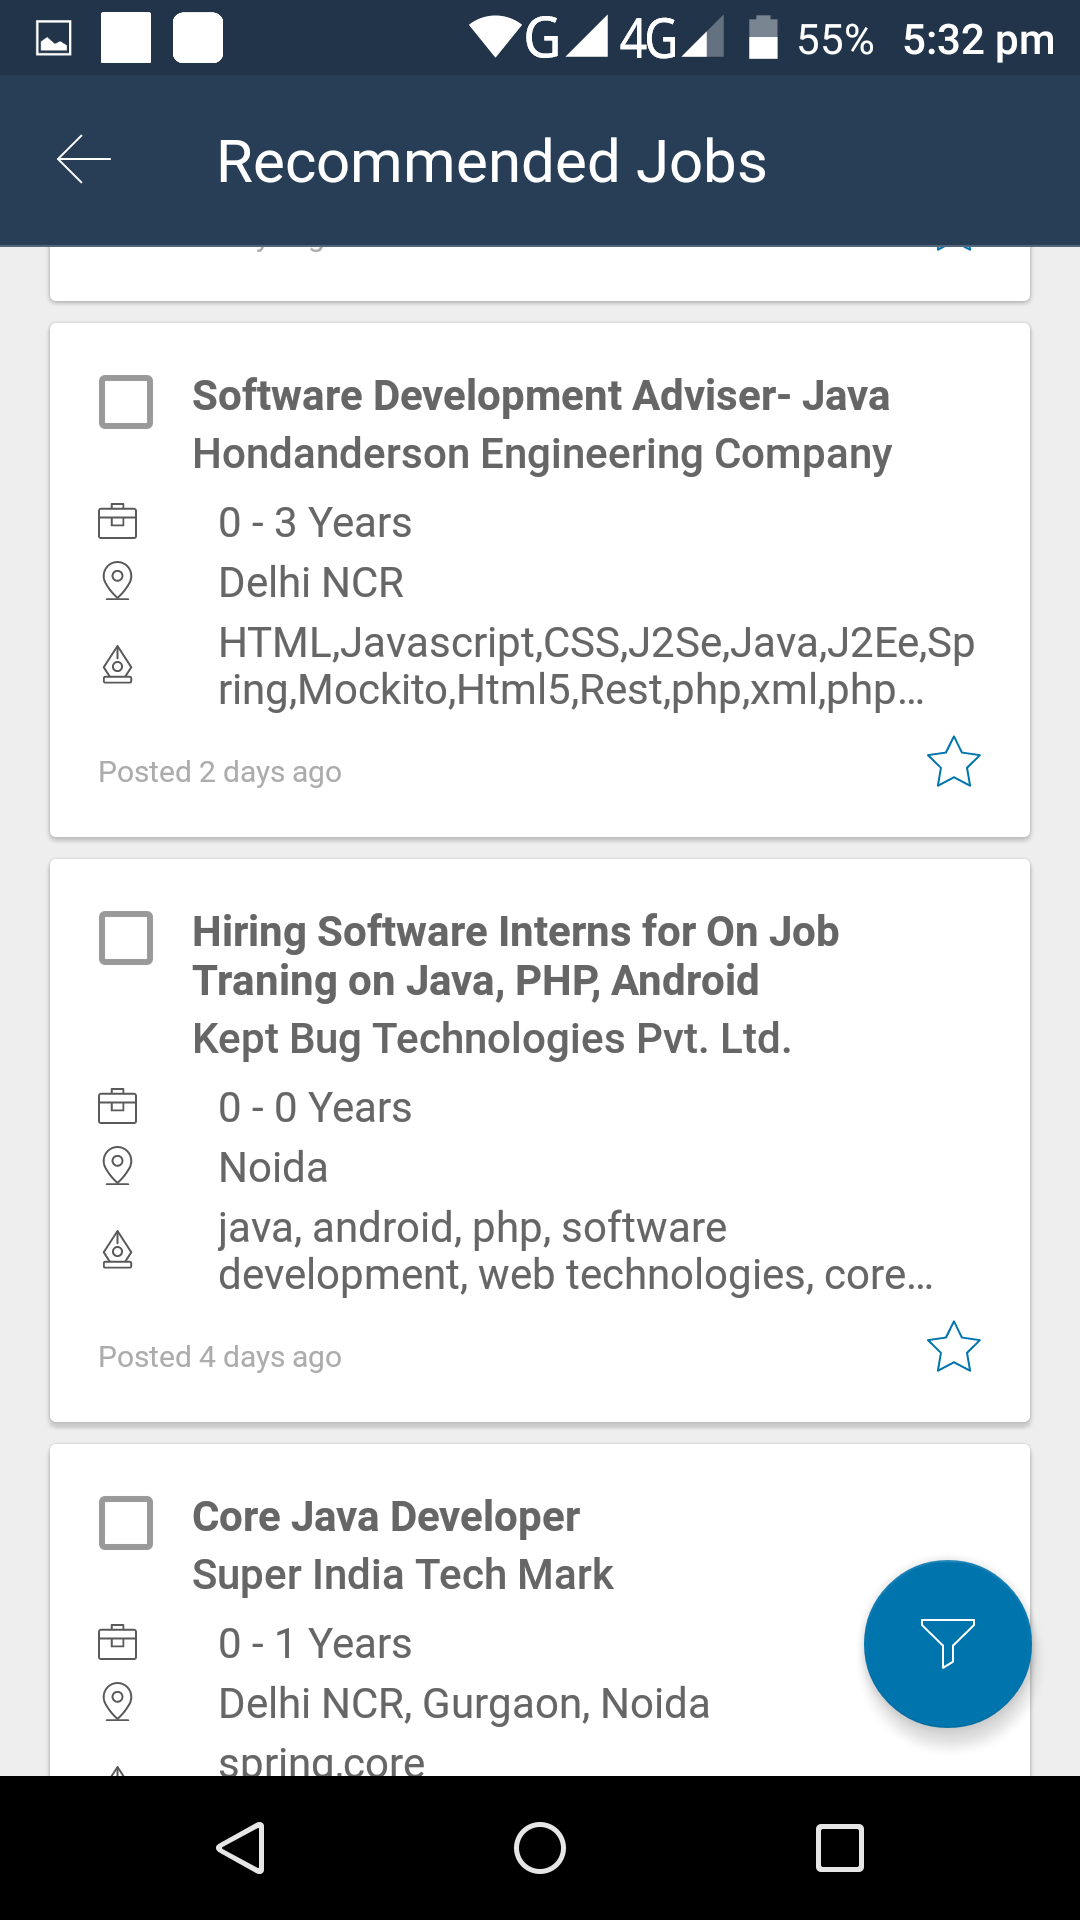 G 4G 55% 5:32 pm
Recommended Jobs
Software Development Adviser- Java
Hondanderson Engineering Company
0 - 3 Years
Delhi NCR
HTML,Javascript,CSS,J2Se,Java,J2Ee,Sp
ring,Mockito,Html5,Rest,php,xml,php...
Posted 2 days ago
Hiring Software Interns for On Job
Traning on Java, PHP, Android
Kept Bug Technologies Pvt. Ltd.
0 - 0 Years
Noida
java, android, php, software
development, web technologies, core...
Posted 4 days ago
Core Java Developer
Super India Tech Mark
0 - 1 Years
Delhi NCR, Gurgaon, Noida
spring,core